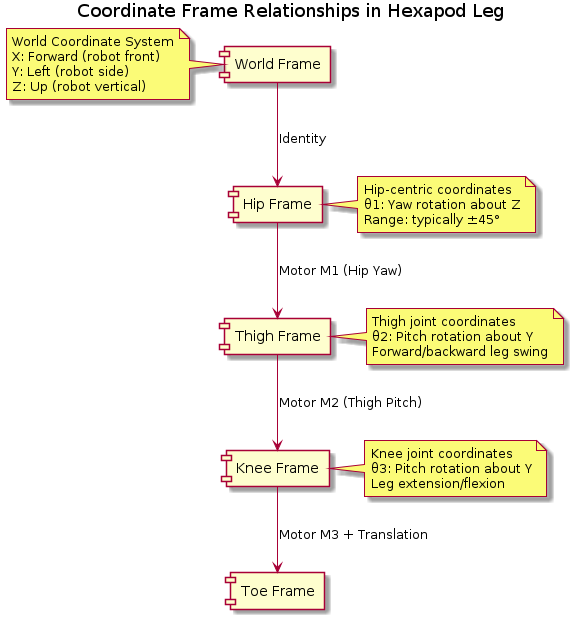 Coordinate Frame Relationships in Hexapod Leg
World Coordinate System
X: Forward (robot front)
Y: Left (robot side)
Z: Up (robot vertical)
World Frame
Identity
Hip Frame
Hip-centric coordinates
θ1: Yaw rotation about Z
Range: typically ±45°
Motor M1 (Hip Yaw)
Thigh Frame
Thigh joint coordinates
θ2: Pitch rotation about Y
Forward/backward leg swing
Motor M2 (Thigh Pitch)
Knee Frame
Knee joint coordinates
θ3: Pitch rotation about Y
Leg extension/flexion
Motor M3 + Translation
Toe Frame